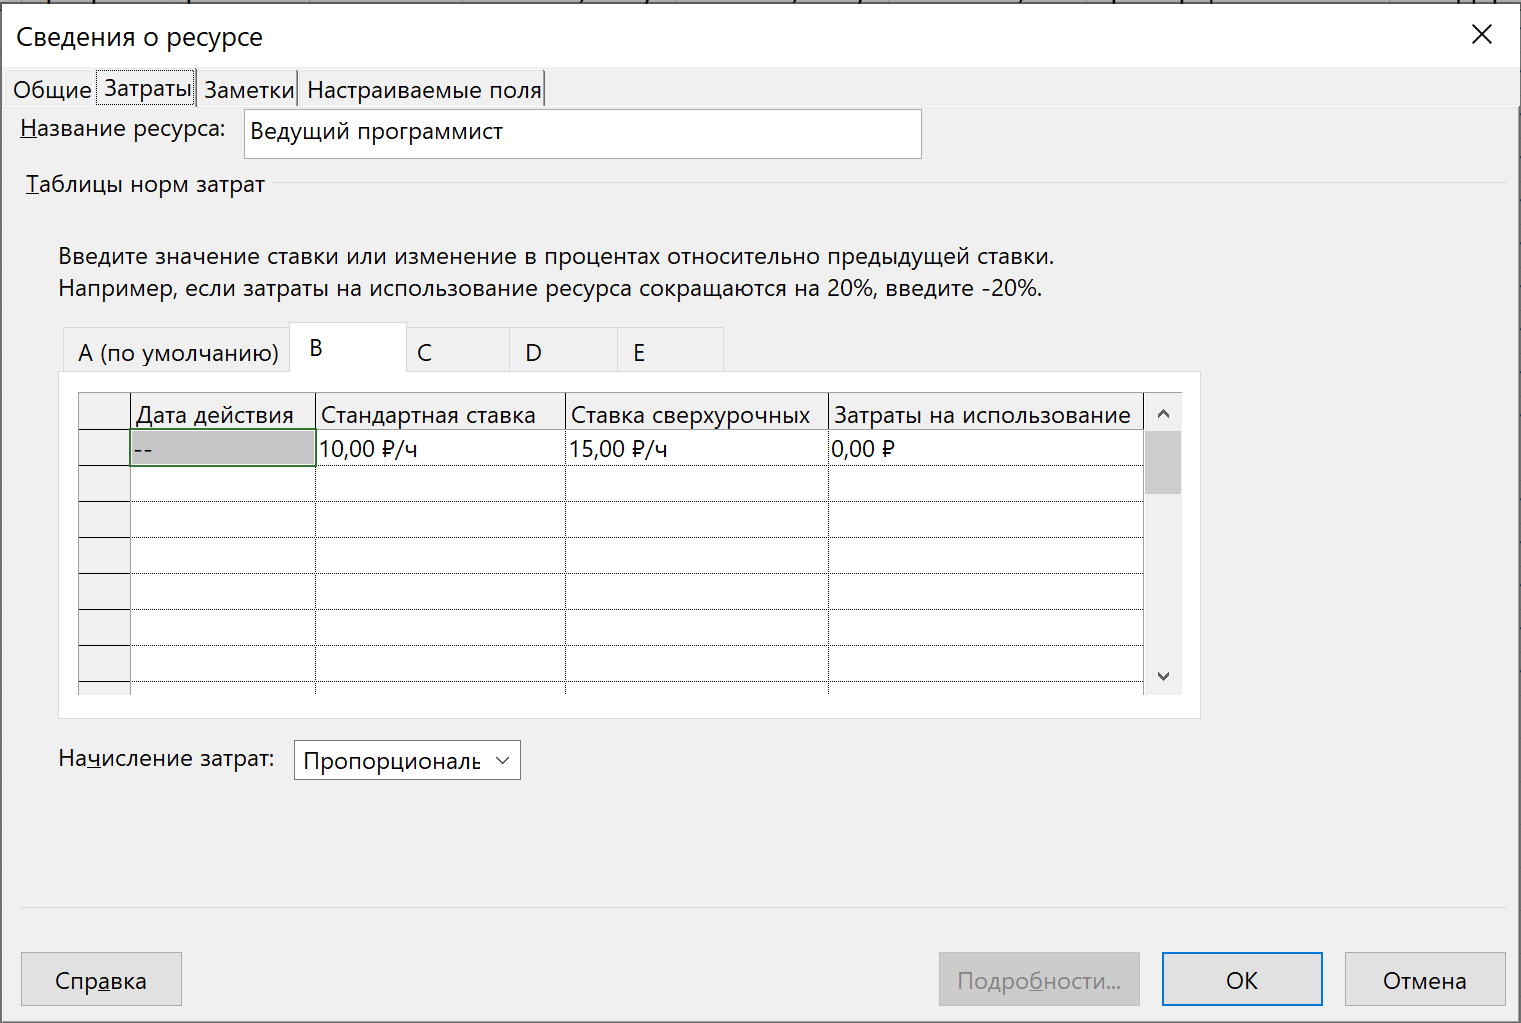 Сведения о ресурсе
Общие Затраты Заметки Настраиваемые поля
Название ресурса: Ведущий программист
Таблицы норм затрат
Введите значение ставки или изменение в процентах относительно предыдущей ставки.
Например, если затраты на использование ресурса сокращаются на 20%, введите -20%.
A (по умолчанию) B C D E
Дата действия Стандартная ставка Ставка сверхурочных Затраты на использование
-- 10,00 ₽/ч 15,00 ₽/ч 0,00 ₽
Начисление затрат: Пропорциональ
Справка Подробности... ОК Отмена